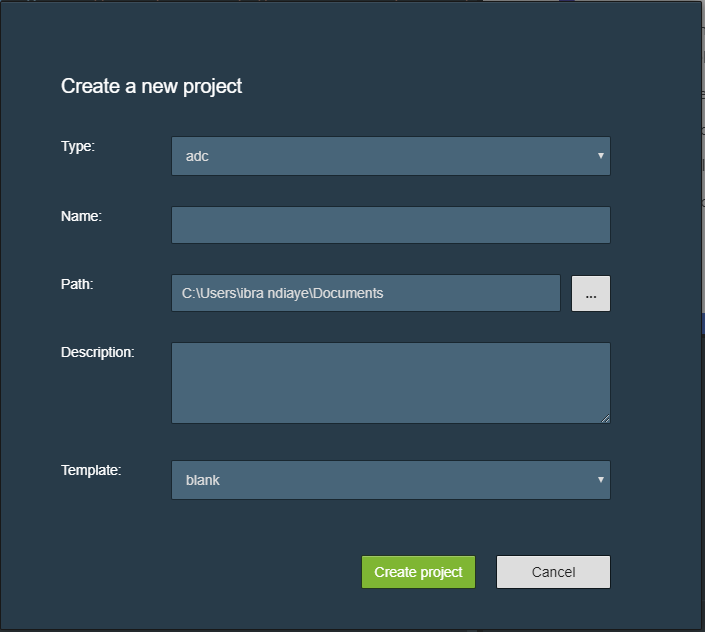 Create a new project
Type:
adc
Name:
Path:
C:\Users\ibra ndiaye\Documents
...
Description:
Template:
blank
Create project
Cancel